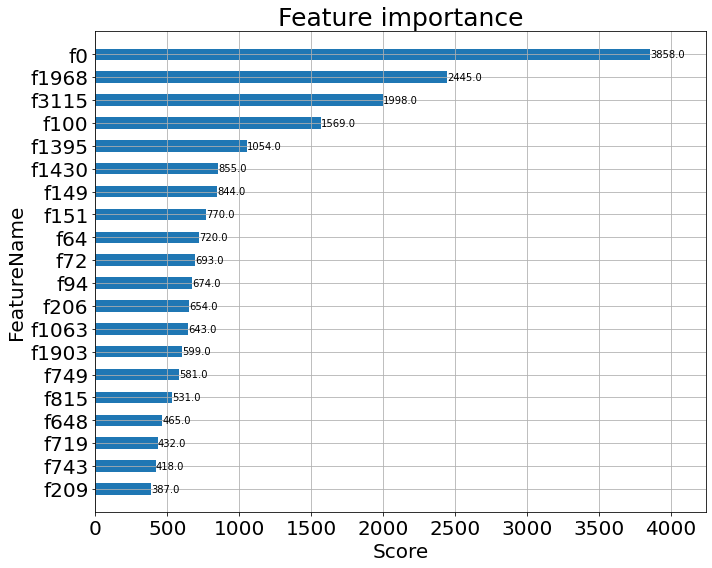 Feature importance
FeatureName
f0 3858.0
f1968 2445.0
f3115 1998.0
f100 1569.0
f1395 1054.0
f1430 855.0
f149 844.0
f151 770.0
f64 720.0
f72 693.0
f94 674.0
f206 654.0
f1063 643.0
f1903 599.0
f749 581.0
f815 531.0
f648 465.0
f719 432.0
f743 418.0
f209 387.0
0 500 1000 1500 2000 2500 3000 3500 4000
Score